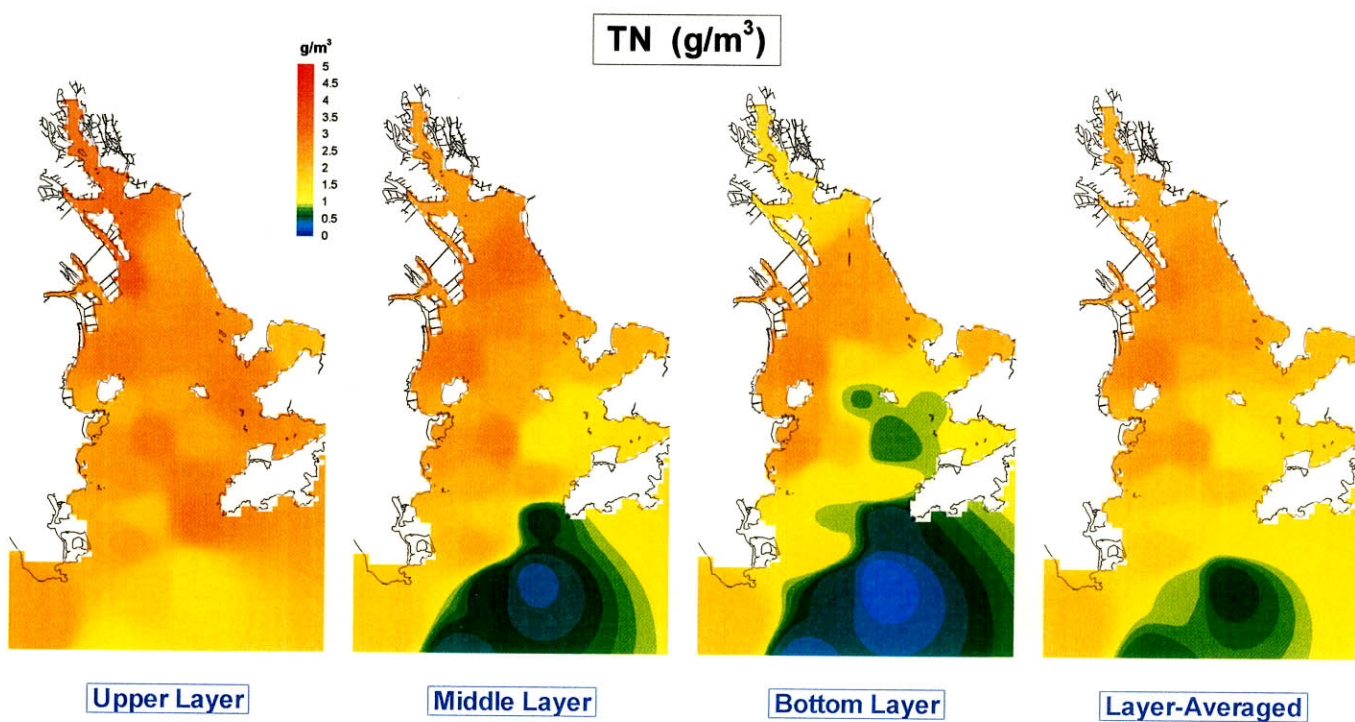 TN (g/m³)
g/m³
5
4.5
4
3.5
3
2.5
2
1.5
1
0.5
0
Upper Layer
Middle Layer
Bottom Layer
Layer-Averaged